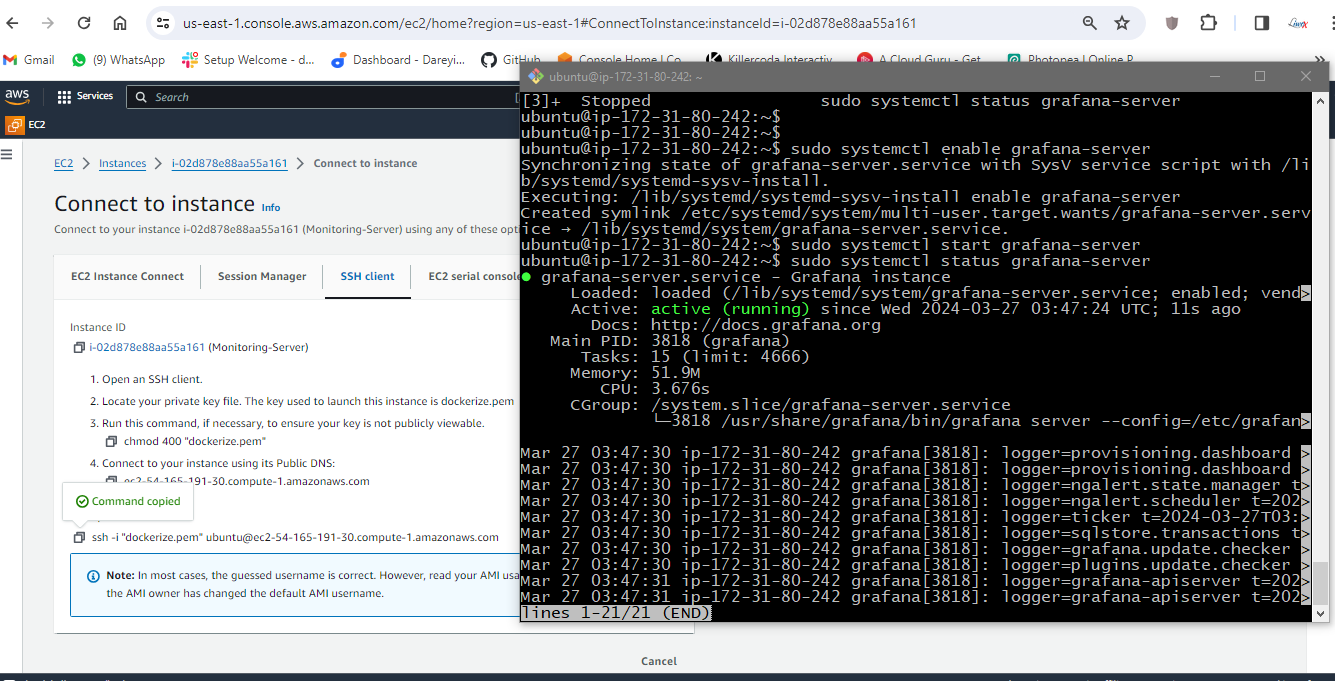 us-east-1.console.aws.amazon.com/ec2/home?region=us-east-1#ConnectToInstance:instanceId=i-02d878e88aa55a161
Gmail
(9) WhatsApp
Setup Welcome - d...
Dashboard - Dareyi...
GitHub
Console Home | Co
Killercoda Interactiv
A Cloud Guru - Get
Photopea | Online P
aws
Services
Search
EC2
EC2 > Instances > i-02d878e88aa55a161 > Connect to instance
Connect to instance Info
Connect to your instance i-02d878e88aa55a161 (Monitoring-Server) using any of these
EC2 Instance Connect
Session Manager
SSH client
EC2 serial console
Instance ID
i-02d878e88aa55a161 (Monitoring-Server)
1. Open an SSH client.
2. Locate your private key file. The key used to launch this instance is dockerize.pem
3. Run this command, if necessary, to ensure your key is not publicly viewable.
chmod 400 "dockerize.pem"
4. Connect to your instance using its Public DNS:
ec2-54-165-191-30.compute-1.amazonaws.com
Command copied
ssh -i "dockerize.pem" ubuntu@ec2-54-165-191-30.compute-1.amazonaws.com
Note: In most cases, the guessed username is correct. However, read your AMI usa
the AMI owner has changed the default AMI username.
Cancel
ubuntu@ip-172-31-80-242: ~
[3]+  Stopped                 sudo systemctl status grafana-server
ubuntu@ip-172-31-80-242:~$
ubuntu@ip-172-31-80-242:~$
ubuntu@ip-172-31-80-242:~$ sudo systemctl enable grafana-server
Synchronizing state of grafana-server.service with SysV service script with /li
b/systemd/systemd-sysv-install.
Executing: /lib/systemd/systemd-sysv-install enable grafana-server
Created symlink /etc/systemd/system/multi-user.target.wants/grafana-server.serv
ice → /lib/systemd/system/grafana-server.service.
ubuntu@ip-172-31-80-242:~$ sudo systemctl start grafana-server
ubuntu@ip-172-31-80-242:~$ sudo systemctl status grafana-server
● grafana-server.service - Grafana instance
Loaded: loaded (/lib/systemd/system/grafana-server.service; enabled; vend>
Active: active (running) since Wed 2024-03-27 03:47:24 UTC; 11s ago
Docs: http://docs.grafana.org
Main PID: 3818 (grafana)
Tasks: 15 (limit: 4666)
Memory: 51.9M
CPU: 3.676s
CGroup: /system.slice/grafana-server.service
└─3818 /usr/share/grafana/bin/grafana server --config=/etc/grafan>
Mar 27 03:47:30 ip-172-31-80-242 grafana[3818]: logger=provisioning.dashboard >
Mar 27 03:47:30 ip-172-31-80-242 grafana[3818]: logger=provisioning.dashboard >
Mar 27 03:47:30 ip-172-31-80-242 grafana[3818]: logger=ngalert.state.manager t>
Mar 27 03:47:30 ip-172-31-80-242 grafana[3818]: logger=ngalert.scheduler t=202>
Mar 27 03:47:30 ip-172-31-80-242 grafana[3818]: logger=ticker t=2024-03-27T03:>
Mar 27 03:47:30 ip-172-31-80-242 grafana[3818]: logger=sqlstore.transactions t>
Mar 27 03:47:30 ip-172-31-80-242 grafana[3818]: logger=grafana.update.checker >
Mar 27 03:47:30 ip-172-31-80-242 grafana[3818]: logger=plugins.update.checker >
Mar 27 03:47:31 ip-172-31-80-242 grafana[3818]: logger=grafana-apiserver t=202>
Mar 27 03:47:31 ip-172-31-80-242 grafana[3818]: logger=grafana-apiserver t=202>
lines 1-21/21 (END)